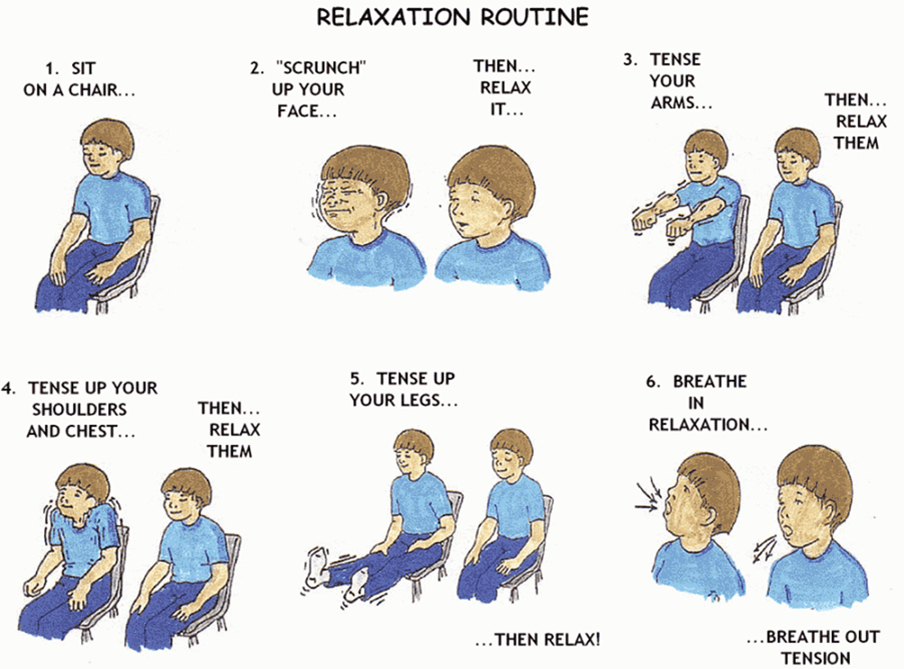 RELAXATION ROUTINE
1. SIT
ON A CHAIR...
2. "SCRUNCH"
UP YOUR
FACE...
THEN...
RELAX
IT...
3. TENSE
YOUR
ARMS...
THEN...
RELAX
THEM
4. TENSE UP YOUR
SHOULDERS
AND CHEST...
THEN...
RELAX
THEM
5. TENSE UP
YOUR LEGS...
...THEN RELAX!
6. BREATHE
IN
RELAXATION...
...BREATHE OUT
TENSION